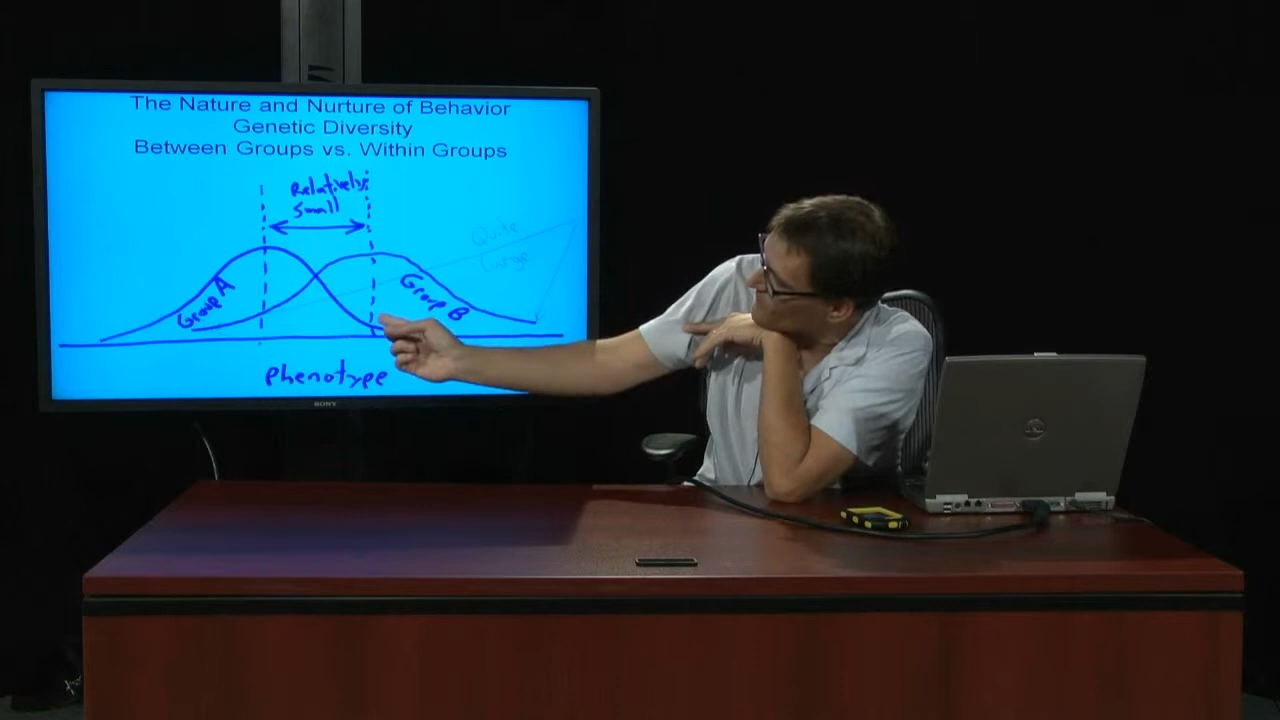 The Nature and Nurture of Behavior
Genetic Diversity
Between Groups vs. Within Groups
Relatively
Small
Quite
Large
Group A
Group B
phenotype
SONY